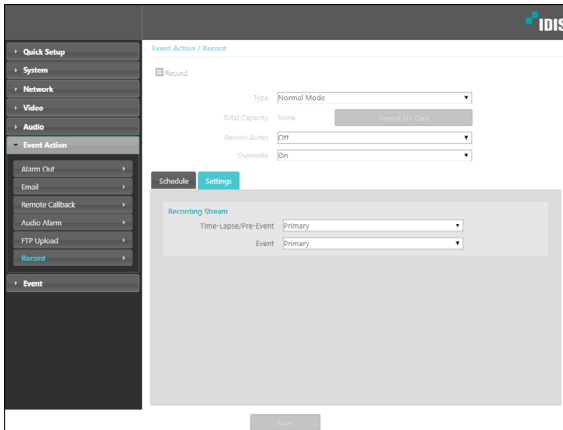 IDIS
Quick Setup
System
Network
Video
Audio
Event Action
Alarm Out
Email
Remote Callback
Audio Alarm
FTP Upload
Record
Event
Event Action / Record
Record
Type Normal Mode
Total Capacity None Format SD Card
Record Audio Off
Overwrite On
Schedule Settings
Recording Stream
Time-Lapse/Pre-Event Primary
Event Primary
Save